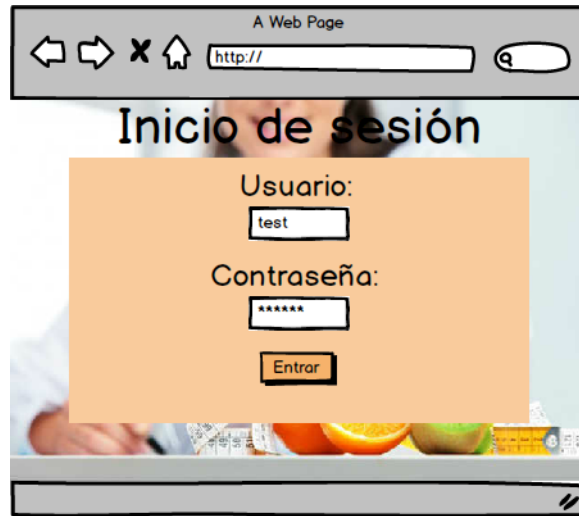 A Web Page
http://
Inicio de sesión
Usuario:
test
Contraseña:
******
Entrar